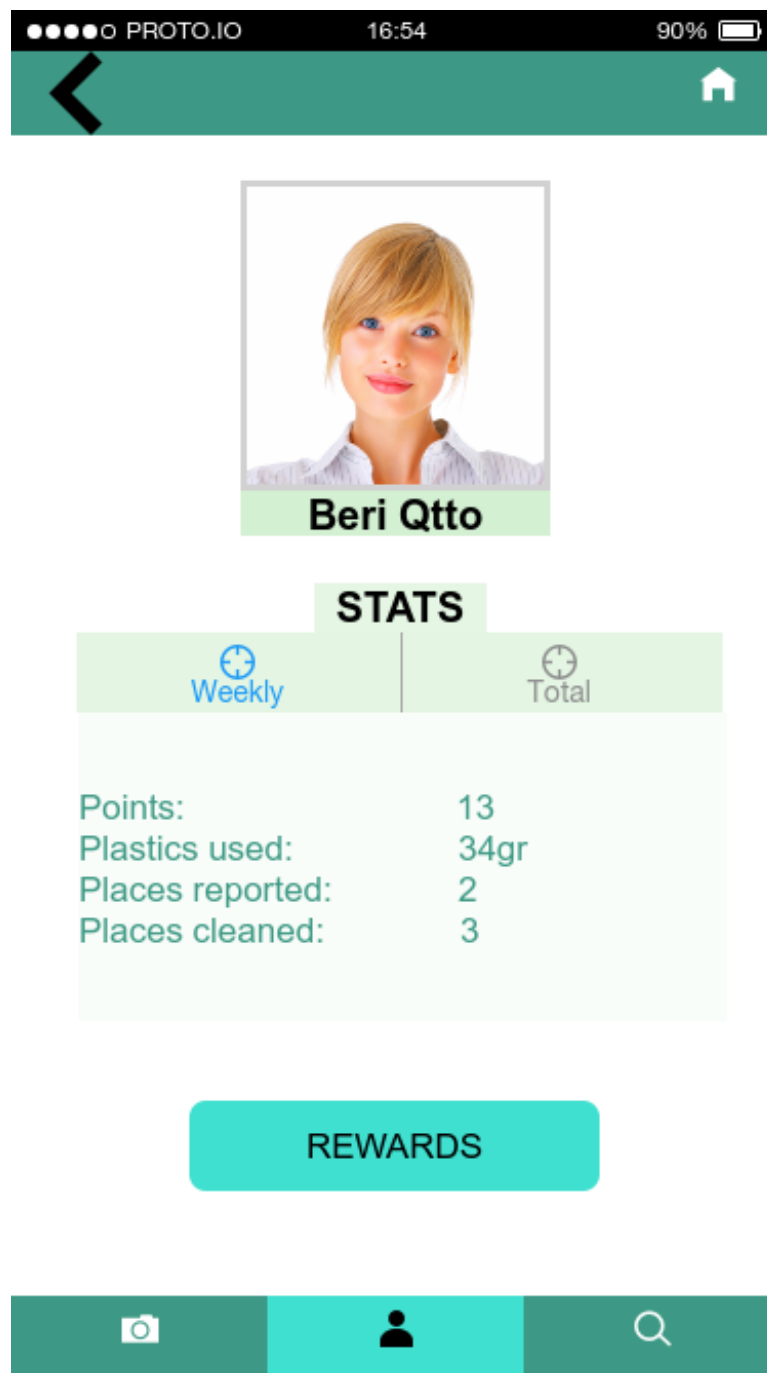 PROTO.IO 16:54 90%
Beri Qtto
STATS
Weekly Total
Points: 13
Plastics used: 34gr
Places reported: 2
Places cleaned: 3
REWARDS